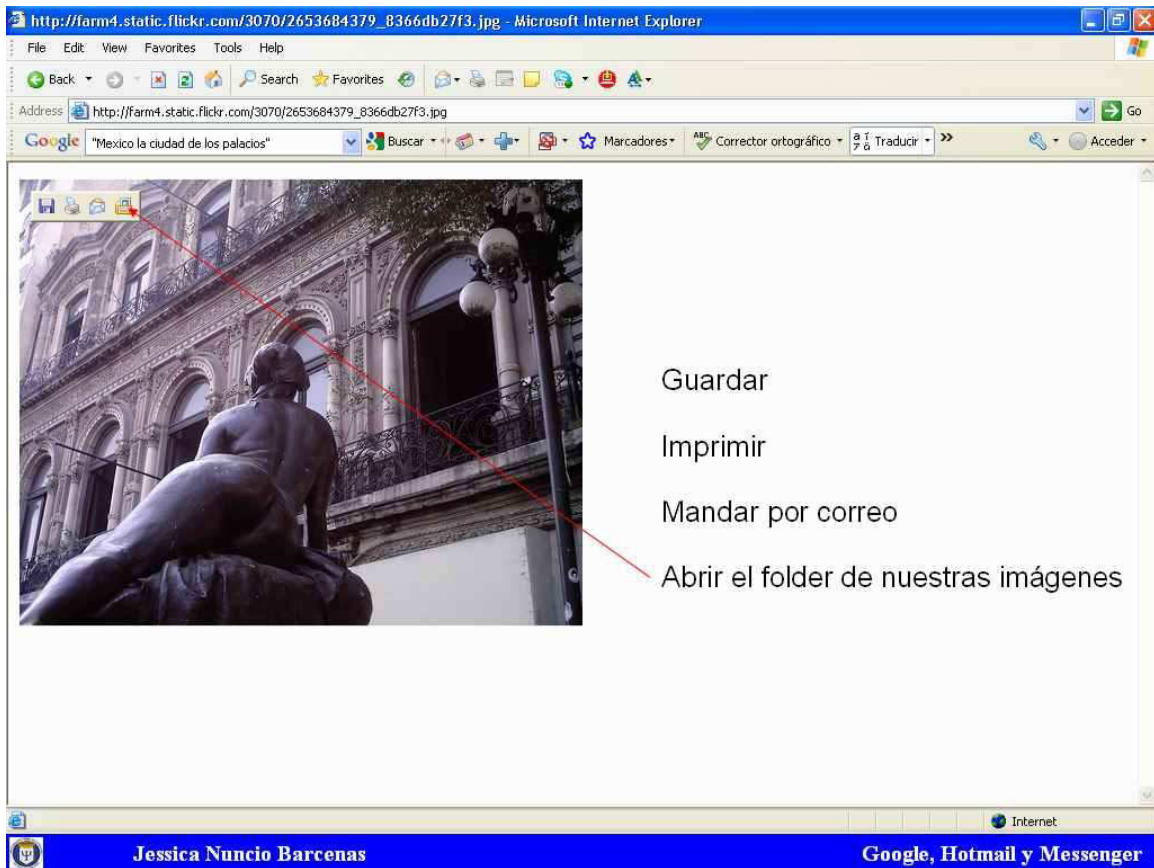 http://farm4.static.flickr.com/3070/2653684379_8366db27f3.jpg - Microsoft Internet Explorer
File Edit View Favorites Tools Help
Back Search Favorites
Address http://farm4.static.flickr.com/3070/2653684379_8366db27f3.jpg Go
Google "Mexico la ciudad de los palacios" Buscar Marcadores ABC Corrector ortográfico Traducir Acceder
Guardar
Imprimir
Mandar por correo
Abrir el folder de nuestras imágenes
Internet
Jessica Nuncio Barcenas Google, Hotmail y Messenger